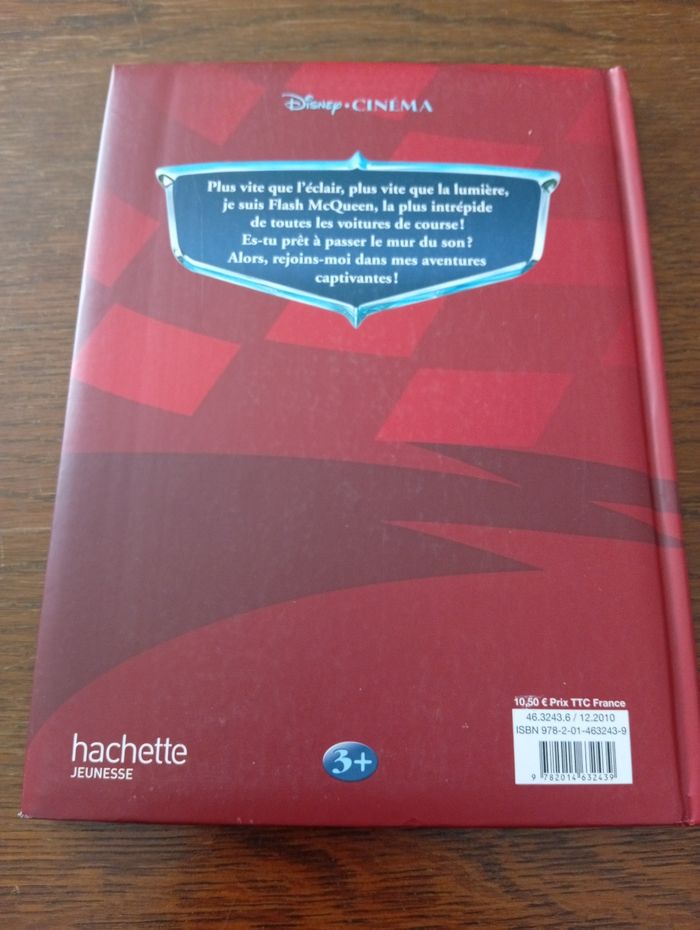 Disney • CINÉMA
Plus vite que l'éclair, plus vite que la lumière,
je suis Flash McQueen, la plus intrépide
de toutes les voitures de course !
Es-tu prêt à passer le mur du son ?
Alors, rejoins-moi dans mes aventures
captivantes !
10,50 € Prix TTC France
46.3243.6 / 12.2010
ISBN 978-2-01-463243-9
9 782014 632439
hachette
JEUNESSE
3+